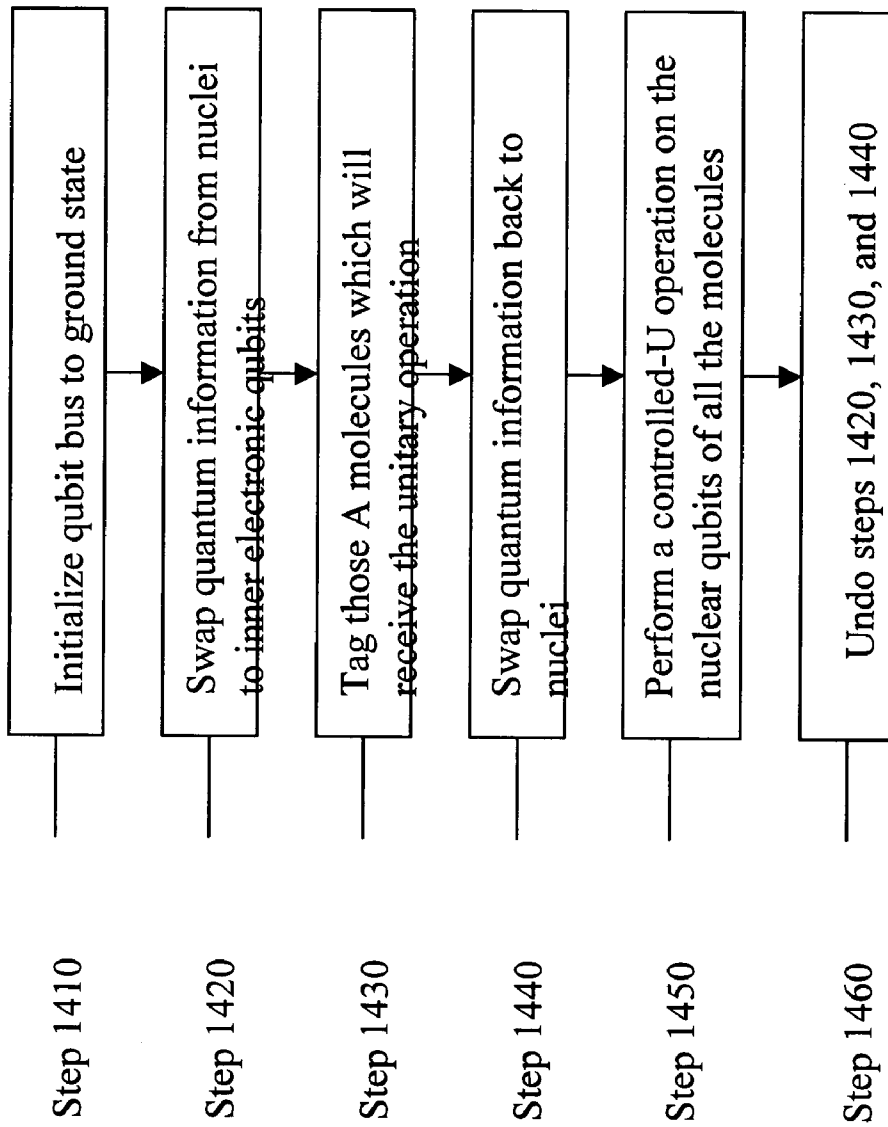 Step 1410
Initialize qubit bus to ground state
Step 1420
Swap quantum information from nuclei
to inner electronic qubits
Step 1430
Tag those A molecules which will
receive the unitary operation
Step 1440
Swap quantum information back to
nuclei
Step 1450
Perform a controlled-U operation on the
nuclear qubits of all the molecules
Step 1460
Undo steps 1420, 1430, and 1440